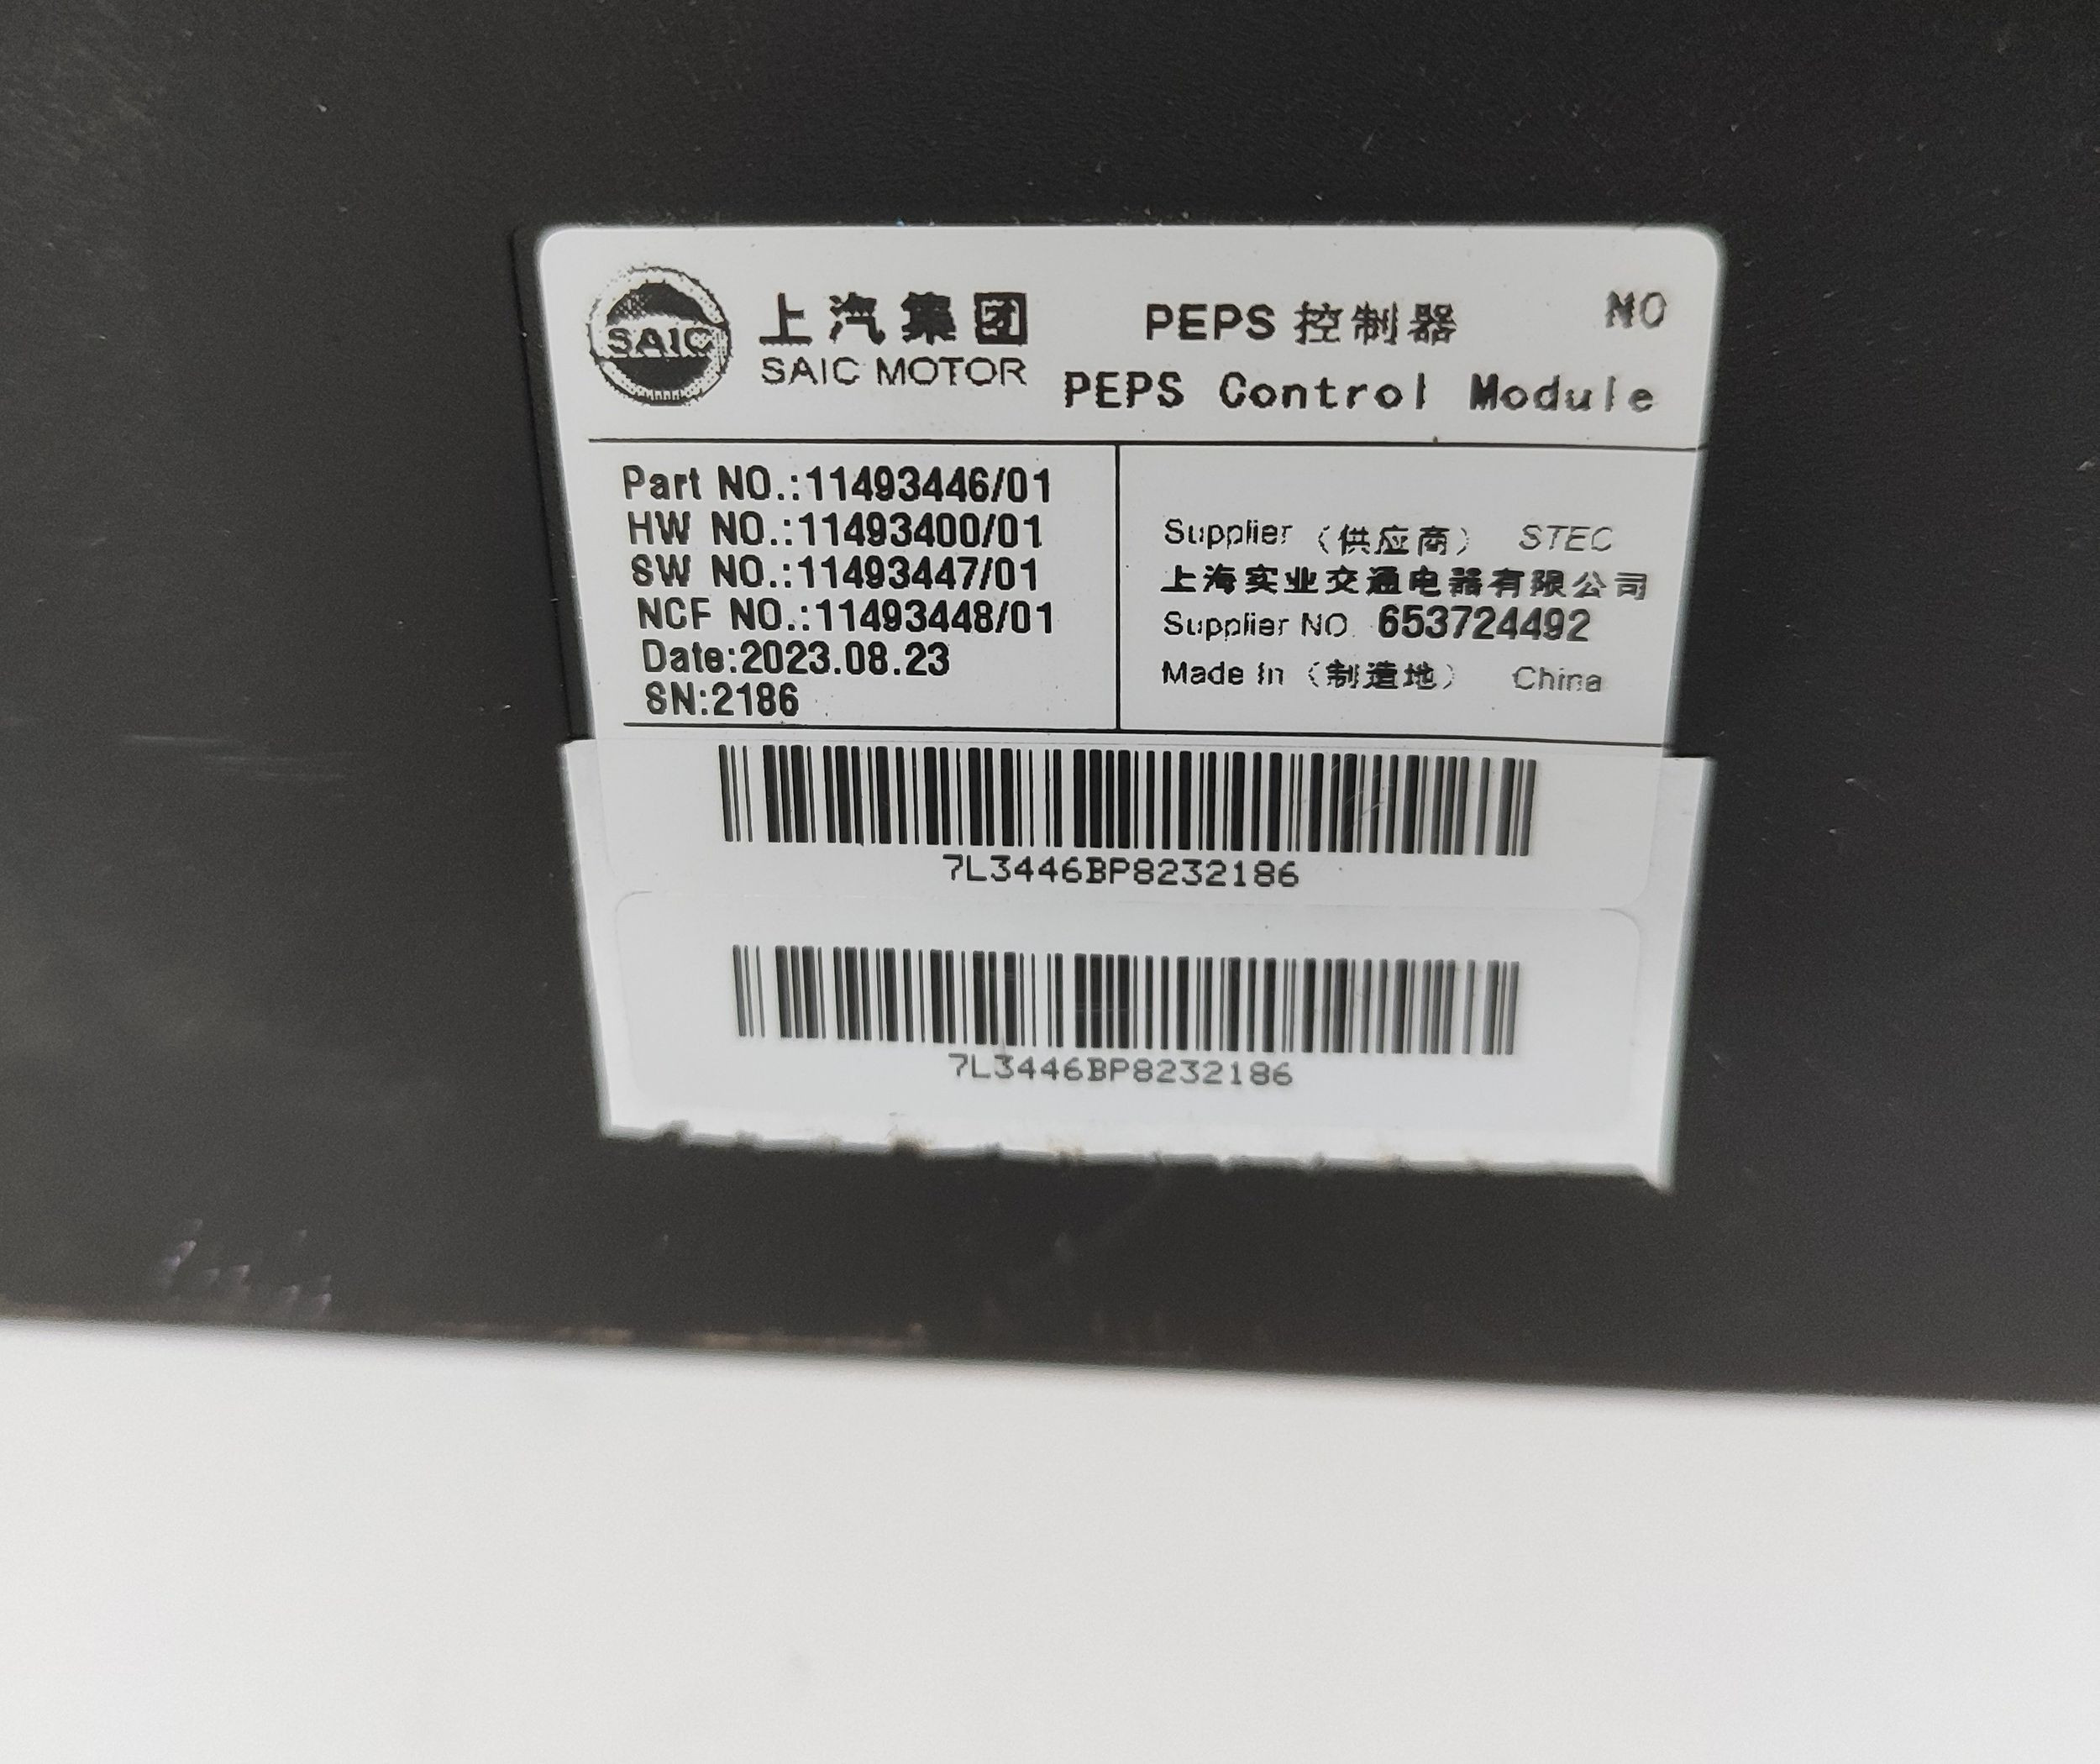 SAIC
上汽集团
SAIC MOTOR
PEPS 控制器 NO
PEPS Control Module
Part NO.:11493446/01
HW NO.:11493400/01
SW NO.:11493447/01
NCF NO.:11493448/01
Date:2023.08.23
SN:2186
Supplier（供应商） STEC
上海实业交通电器有限公司
Supplier NO. 653724492
Made in（制造地） China
7L3446BP8232186
7L3446BP8232186